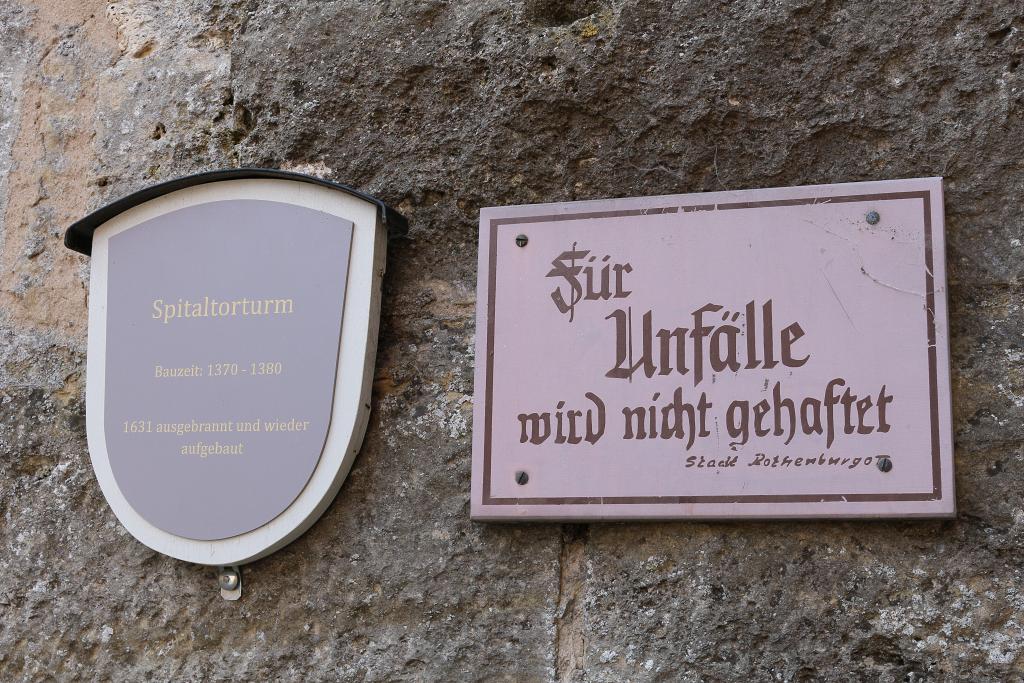 Spitaltorturm
Bauzeit: 1370 - 1380
1631 ausgebrannt und wieder
aufgebaut
Für
Unfälle
wird nicht gehaftet
Stadt Rothenburg o T